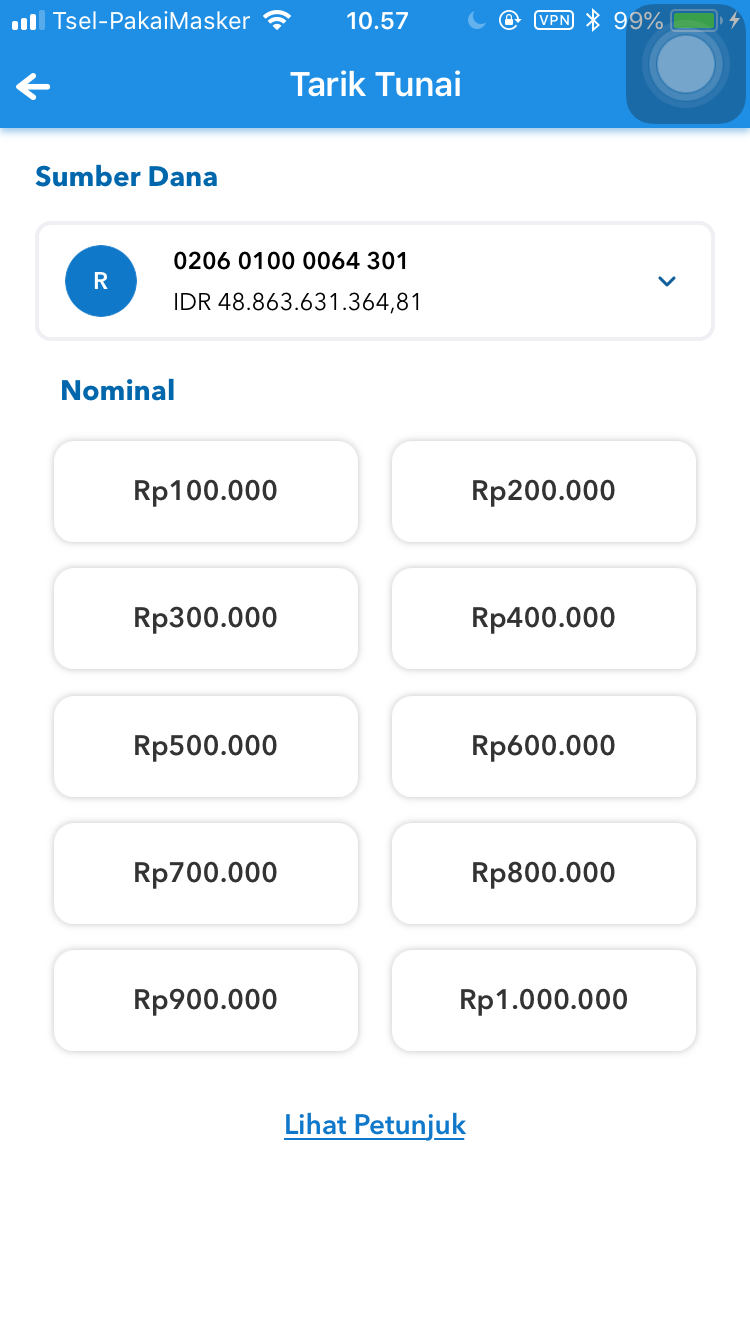 Tsel-PakaiMasker 10.57 VPN 99%
Tarik Tunai
Sumber Dana
R
0206 0100 0064 301
IDR 48.863.631.364,81
Nominal
Rp100.000 Rp200.000
Rp300.000 Rp400.000
Rp500.000 Rp600.000
Rp700.000 Rp800.000
Rp900.000 Rp1.000.000
Lihat Petunjuk